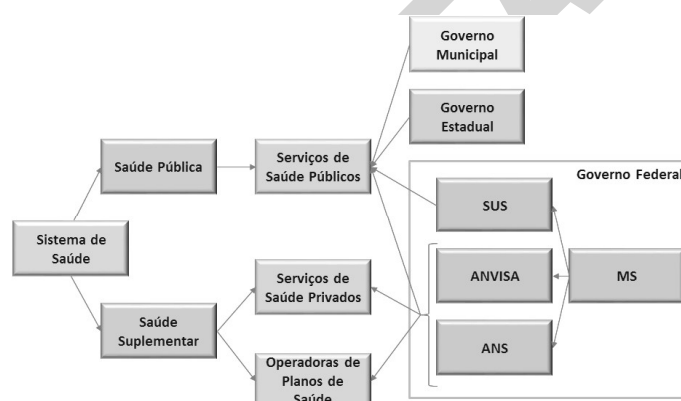 Governo
Municipal
Governo
Estadual
Saúde Pública
Serviços de
Saúde Públicos
Governo Federal
SUS
Sistema de
Saúde
ANVISA
MS
Serviços de
Saúde Privados
Saúde
Suplementar
ANS
Operadoras de
Planos de
Saúde